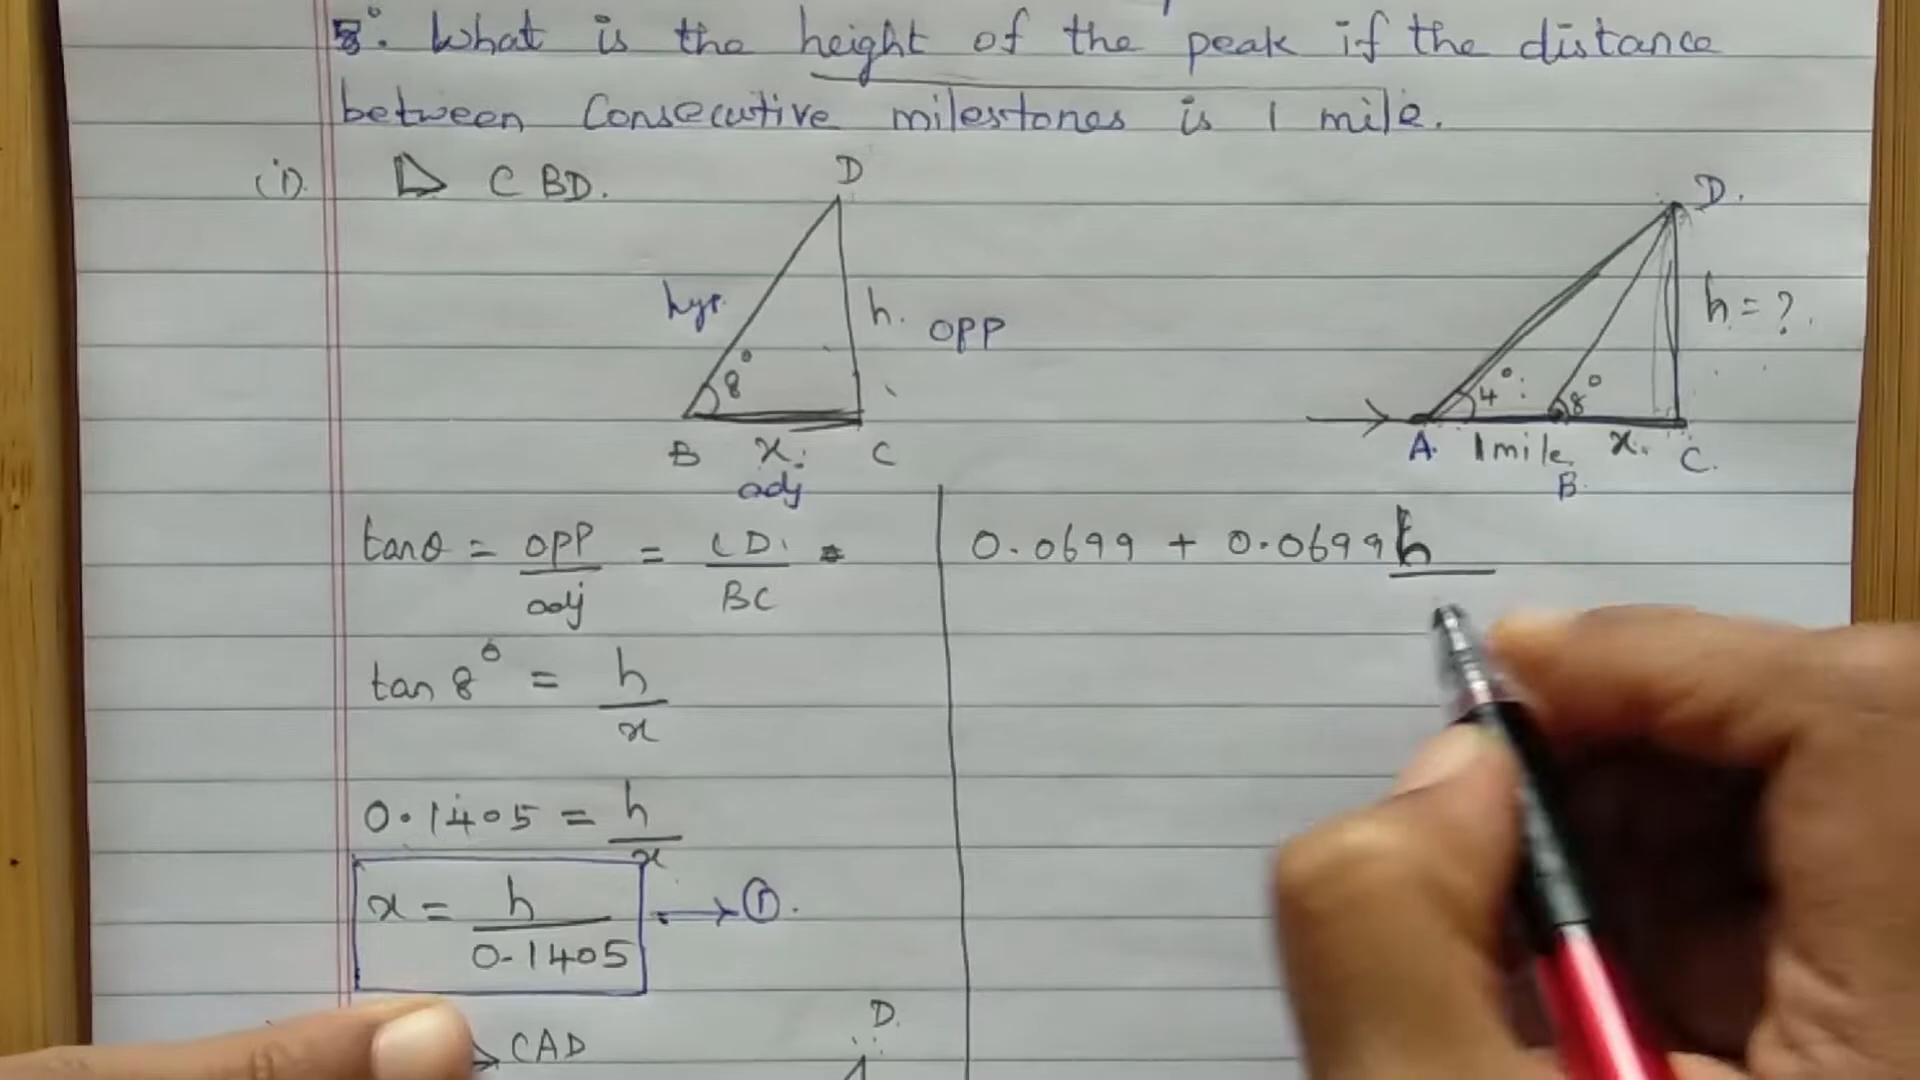 8°. What is the height of the peak if the distance
between Consecutive milestones is 1 mile.
(i). ▷ CBD.
D
hyp.
h.
opp
8°
B x. C
adj
D.
h = ?
4° 8°
A. 1mile x. C.
B.
tanθ = opp/adj = CD/BC =
tan 8° = h/x
0.1405 = h/x
x = h/0.1405 → ①.
CAD
D.
0.0699 + 0.0699 h